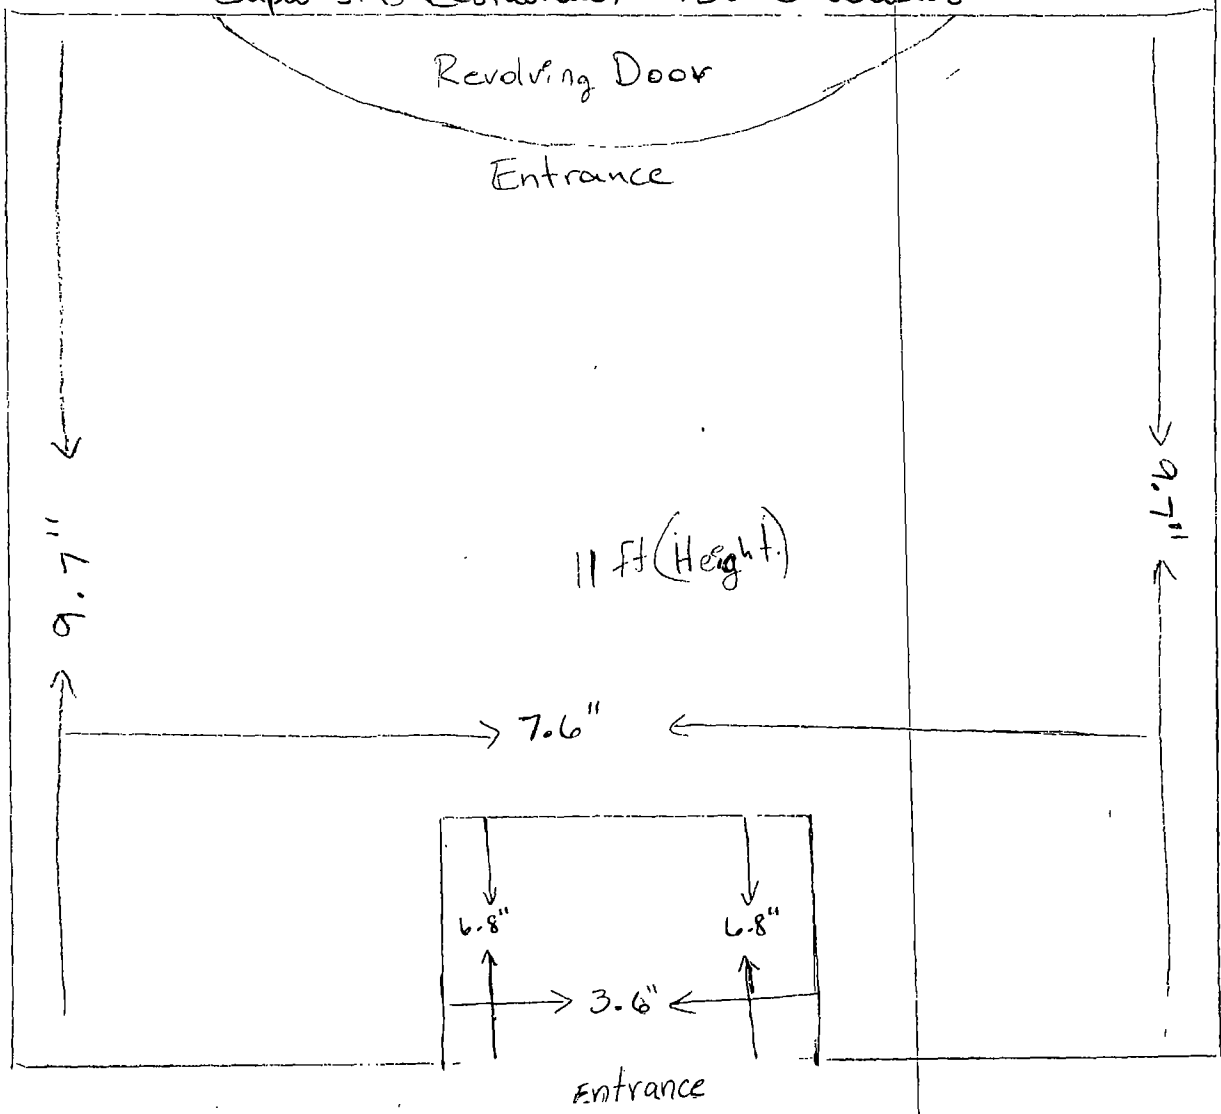 Revolving Door
Entrance
9.7"
9.7"
11 ft (Height.)
7.6"
6.8"
6.8"
3.6"
Entrance